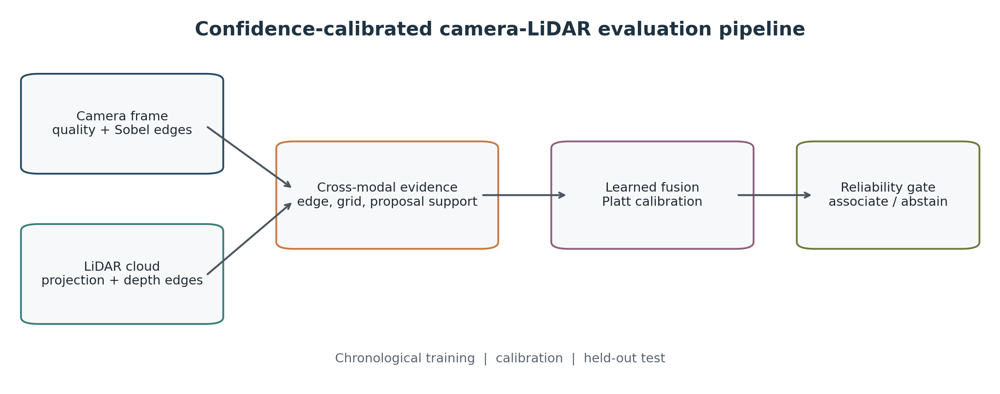 Confidence-calibrated camera-LiDAR evaluation pipeline
Camera frame
quality + Sobel edges
LiDAR cloud
projection + depth edges
Cross-modal evidence
edge, grid, proposal support
Learned fusion
Platt calibration
Reliability gate
associate / abstain
Chronological training | calibration | held-out test